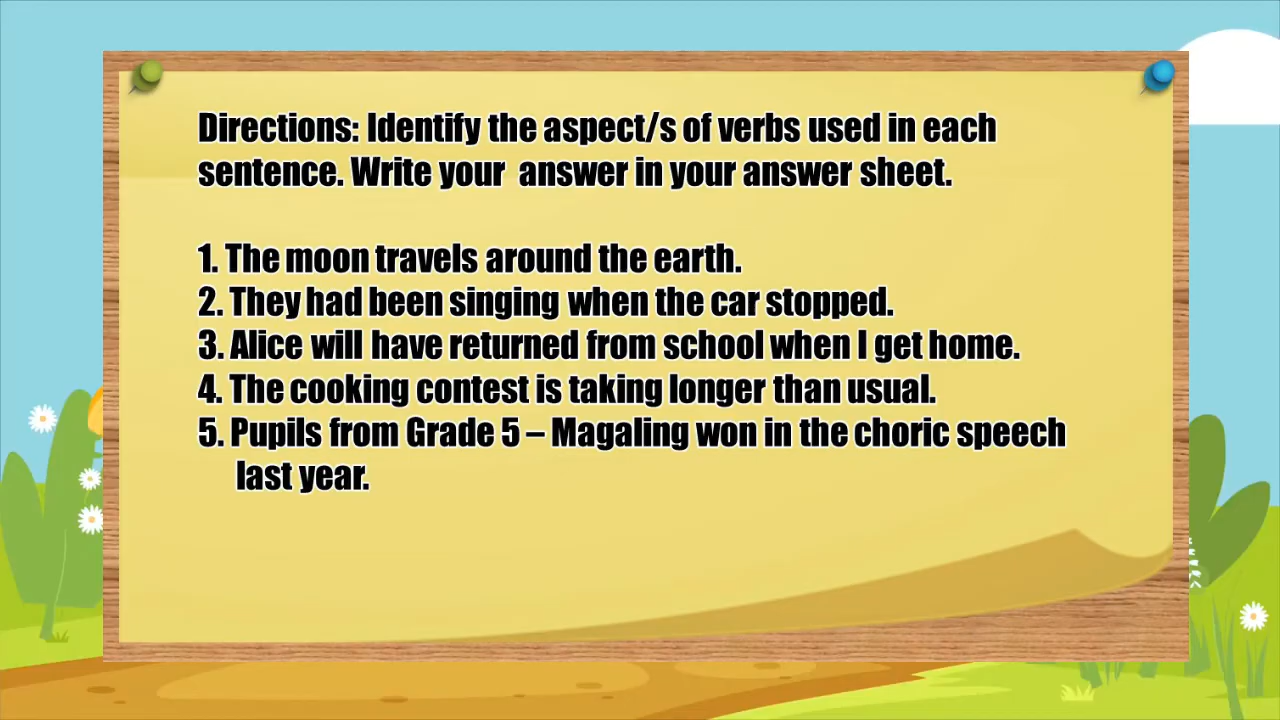 Directions: Identify the aspect/s of verbs used in each
sentence. Write your answer in your answer sheet.
1. The moon travels around the earth.
2. They had been singing when the car stopped.
3. Alice will have returned from school when I get home.
4. The cooking contest is taking longer than usual.
5. Pupils from Grade 5 – Magaling won in the choric speech
last year.